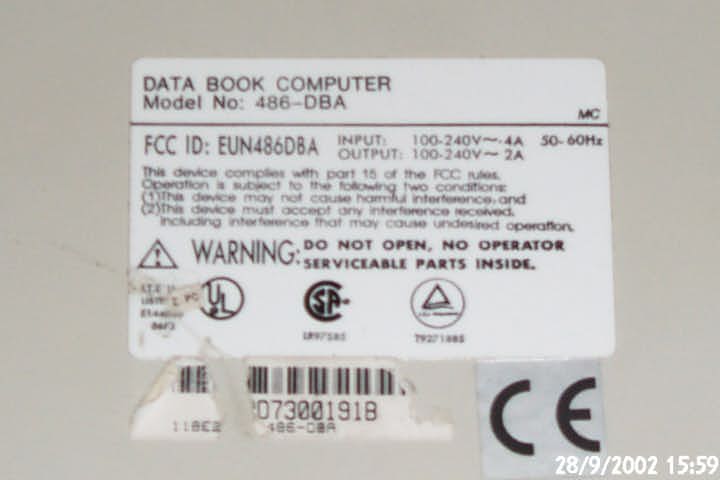 DATA BOOK COMPUTER
Model No: 486-DBA
MC
FCC ID: EUN486DBA
INPUT: 100-240V~4A 50-60Hz
OUTPUT: 100-240V~2A
This device complies with part 15 of the FCC rules.
Operation is subject to the following two conditions:
(1)This device may not cause harmful interference, and
(2)This device must accept any interference received,
including interference that may cause undesired operation.
WARNING: DO NOT OPEN, NO OPERATOR
SERVICEABLE PARTS INSIDE.
UL
SA
LR97585
D7300191B
486-DBA
CE
28/9/2002 15:59